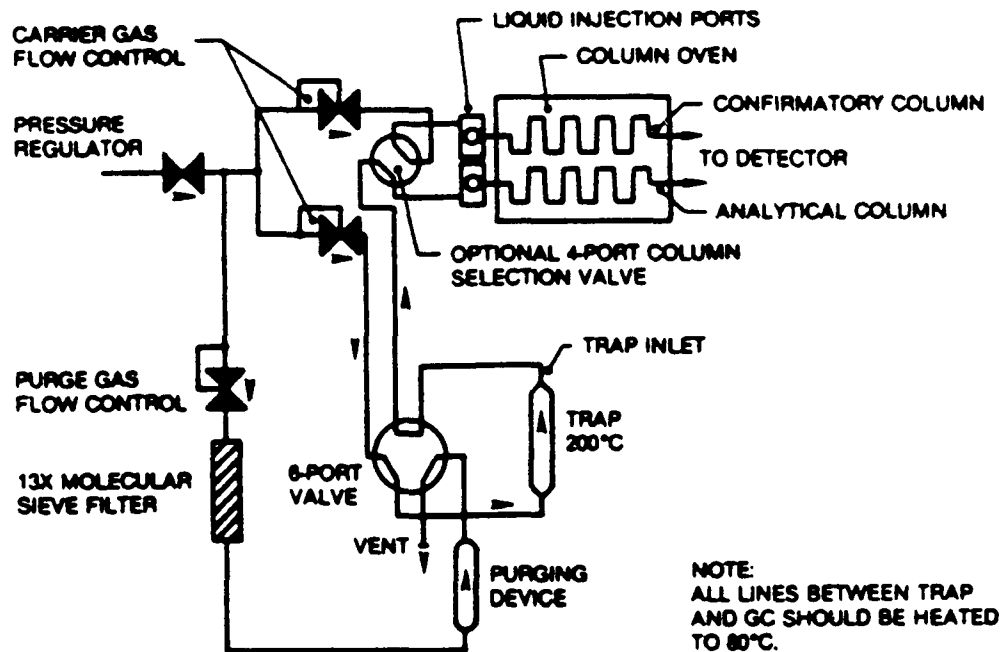 CARRIER GAS
FLOW CONTROL
LIQUID INJECTION PORTS
COLUMN OVEN
CONFIRMATORY COLUMN
PRESSURE
REGULATOR
TO DETECTOR
ANALYTICAL COLUMN
OPTIONAL 4-PORT COLUMN
SELECTION VALVE
TRAP INLET
PURGE GAS
FLOW CONTROL
TRAP
200°C
13X MOLECULAR
SIEVE FILTER
6-PORT
VALVE
VENT
PURGING
DEVICE
NOTE:
ALL LINES BETWEEN TRAP
AND GC SHOULD BE HEATED
TO 80°C.